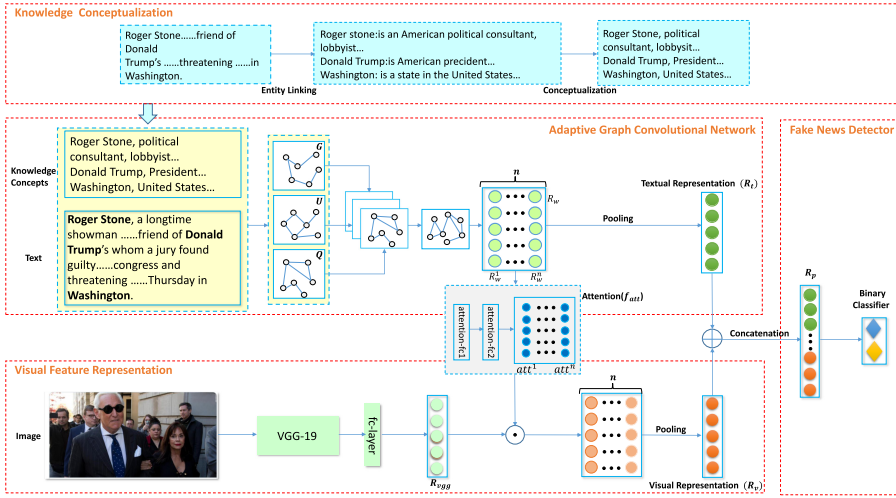 Knowledge Conceptualization
Roger Stone……friend of
Donald
Trump's ……threatening ……in
Washington.
Entity Linking
Roger stone:is an American political consultant,
lobbyist…
Donald Trump:is American precident…
Washington: is a state in the United States…
Conceptualization
Roger Stone, political
consultant, lobbysit…
Donald Trump, President…
Washington, United States…
Adaptive Graph Convolutional Network
Knowledge
Concepts
Roger Stone, political
consultant, lobbyist…
Donald Trump, President…
Washington, United States…
Text
Roger Stone, a longtime
showman ……friend of Donald
Trump's whom a jury found
guilty……congress and
threatening ……Thursday in
Washington.
G
U
Q
n
R_w
R_w^1 R_w^n
Pooling
Textual Representation (R_t)
Attention(f_att)
attention-fc1
attention-fc2
att^1 att^n
Concatenation
Fake News Detector
R_p
Binary
Classifier
Visual Feature Representation
Image
VGG-19
fc-layer
R_vgg
n
Pooling
Visual Representation (R_v)